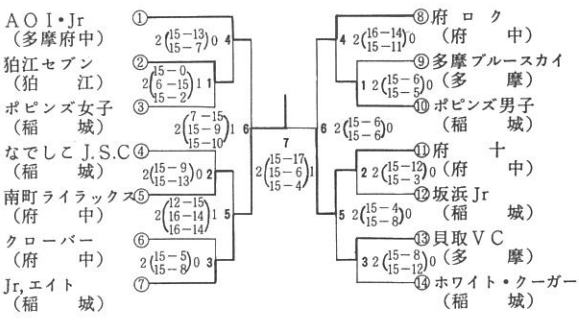 AOI・Jr ①
(多摩府中)
2(15－13 15－7)0 4
狛江セブン ②
(狛　江)
2(15－0 6－15 15－2)1 1
ポピンズ女子 ③
(稲　城)
2(7－15 15－9 15－10)1 6
なでしこJ.S.C ④
(稲　城)
2(15－9 15－13)0 2
南町ライラックス ⑤
(府　中)
2(12－15 16－14 16－14)1 5
クローバー ⑥
(府　中)
2(15－5 15－8)0 3
Jr,エイト ⑦
(稲　城)
7
2(15－17 15－6 15－4)1
⑧府ロク
(府　中)
4 2(16－14 15－11)0
⑨多摩ブルースカイ
(多　摩)
1 2(15－6 15－5)0
⑩ポピンズ男子
(稲　城)
6 2(15－6 15－6)0
⑪府　十
(府　中)
2 2(15－12 15－3)0
⑫坂浜Jr
(稲　城)
5 2(15－4 15－8)0
⑬貝取VC
(多　摩)
3 2(15－8 15－12)0
⑭ホワイト・クーガー
(稲　城)